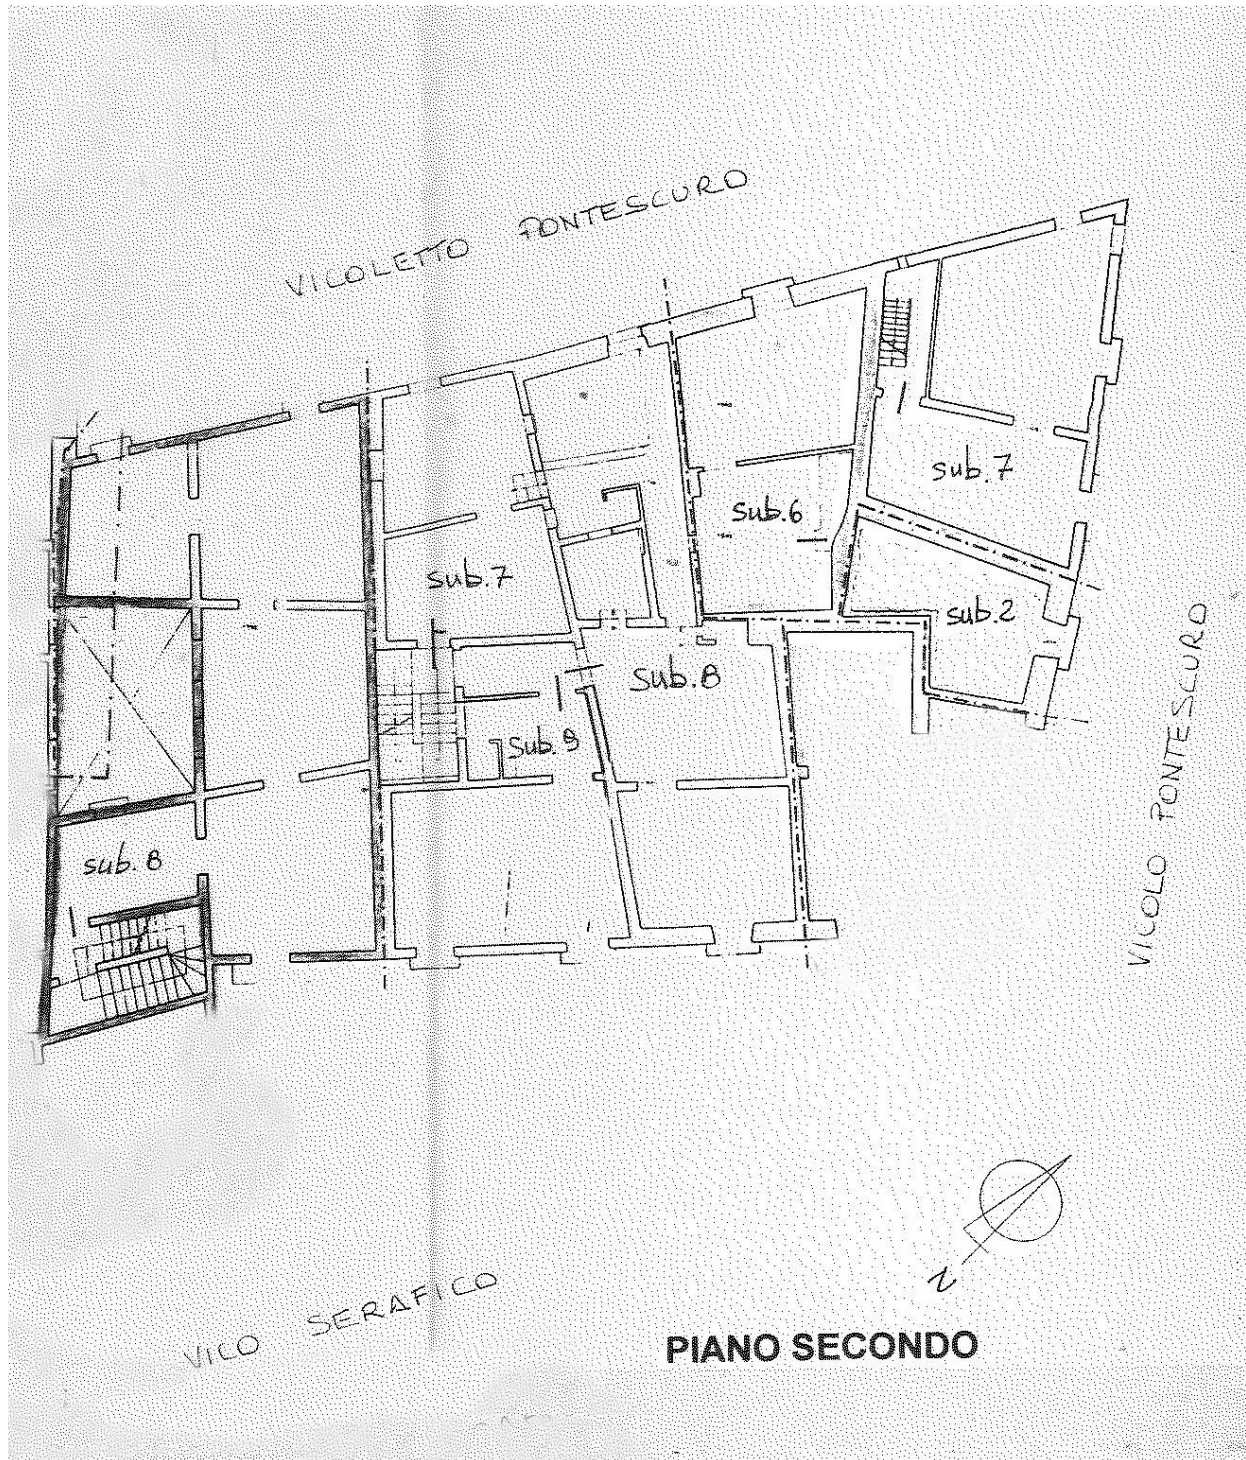 VICOLETTO PONTESCURO
sub.7
sub.6
sub.7
sub.2
sub.8
sub.9
sub.8
VICOLO PONTESCURO
N
VICO SERAFICO
PIANO SECONDO